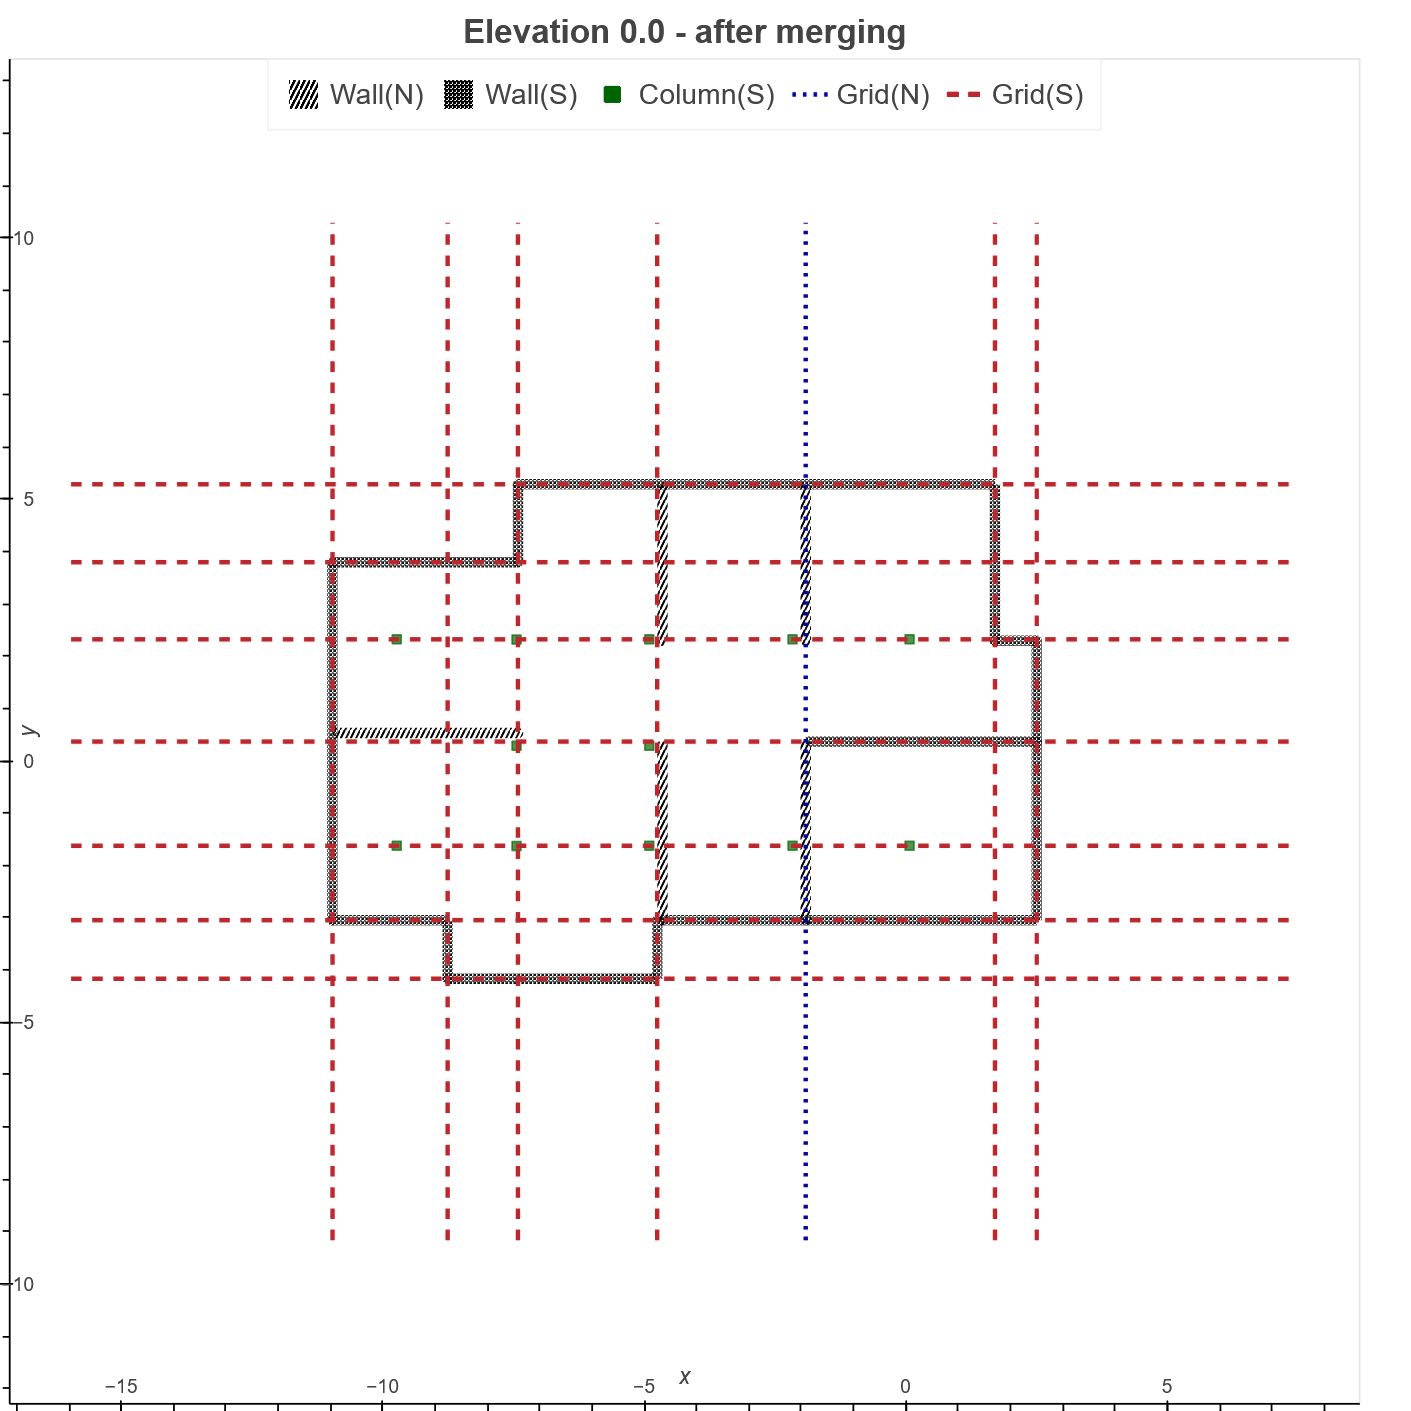 Elevation 0.0 - after merging
Wall(N) Wall(S) Column(S) Grid(N) Grid(S)
10
5
y
0
−5
−10
x
−15 −10 −5 0 5